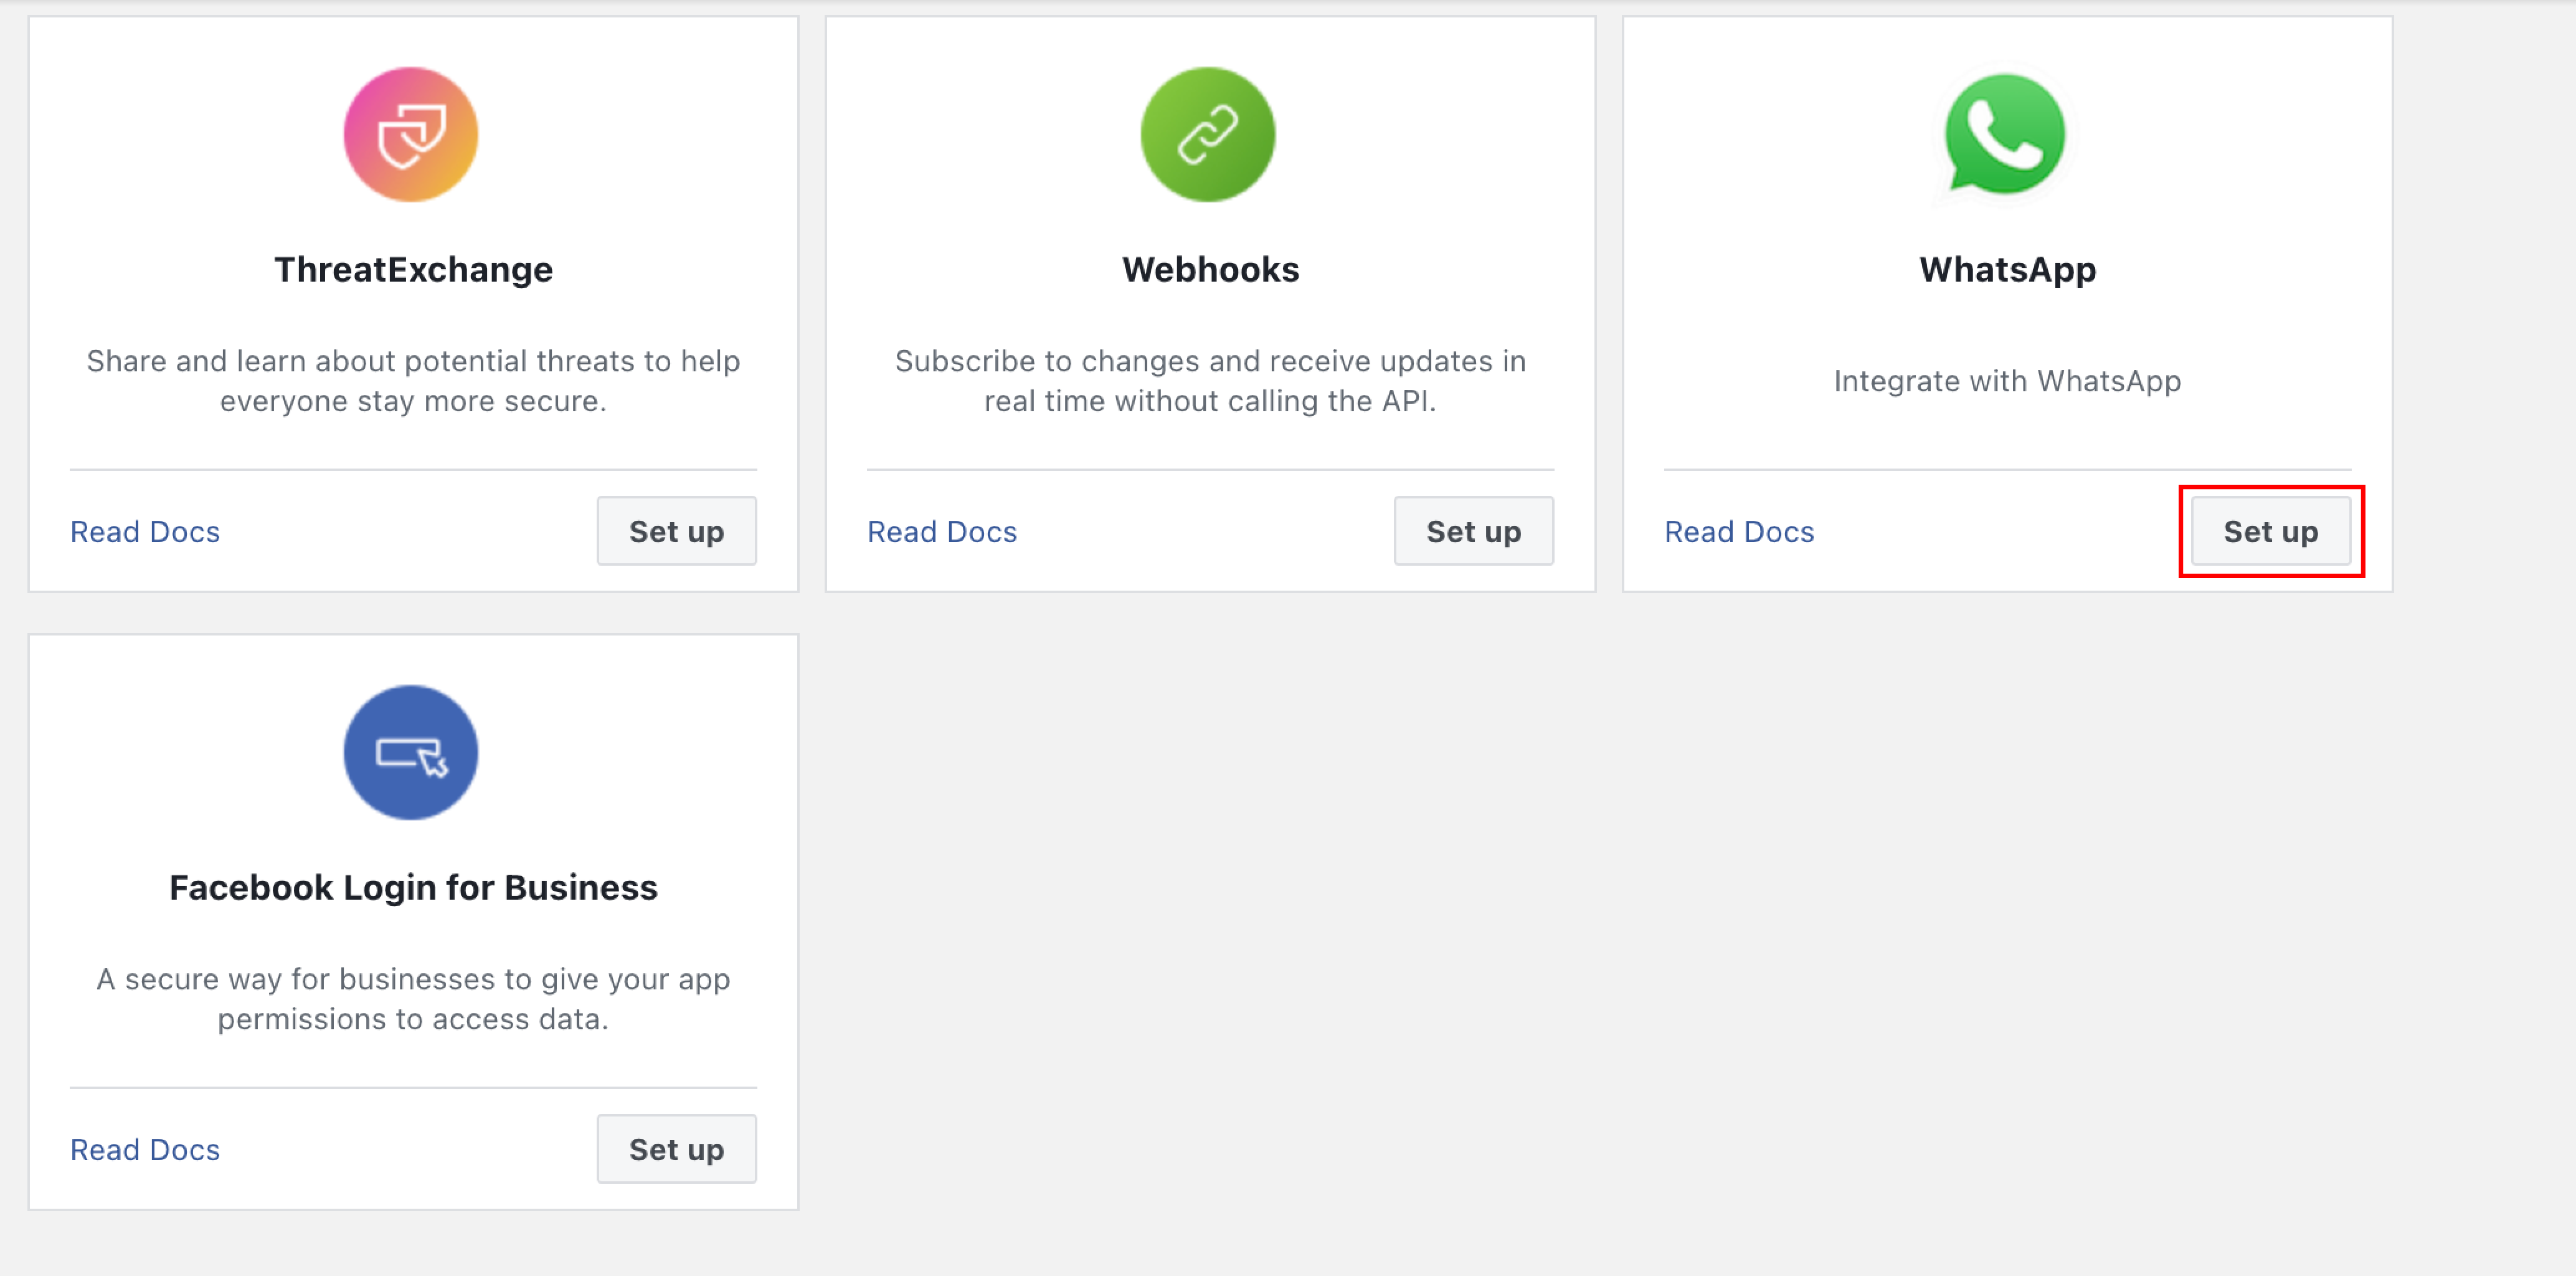 ThreatExchange
Share and learn about potential threats to help
everyone stay more secure.
Read Docs
Set up
Webhooks
Subscribe to changes and receive updates in
real time without calling the API.
Read Docs
Set up
WhatsApp
Integrate with WhatsApp
Read Docs
Set up
Facebook Login for Business
A secure way for businesses to give your app
permissions to access data.
Read Docs
Set up